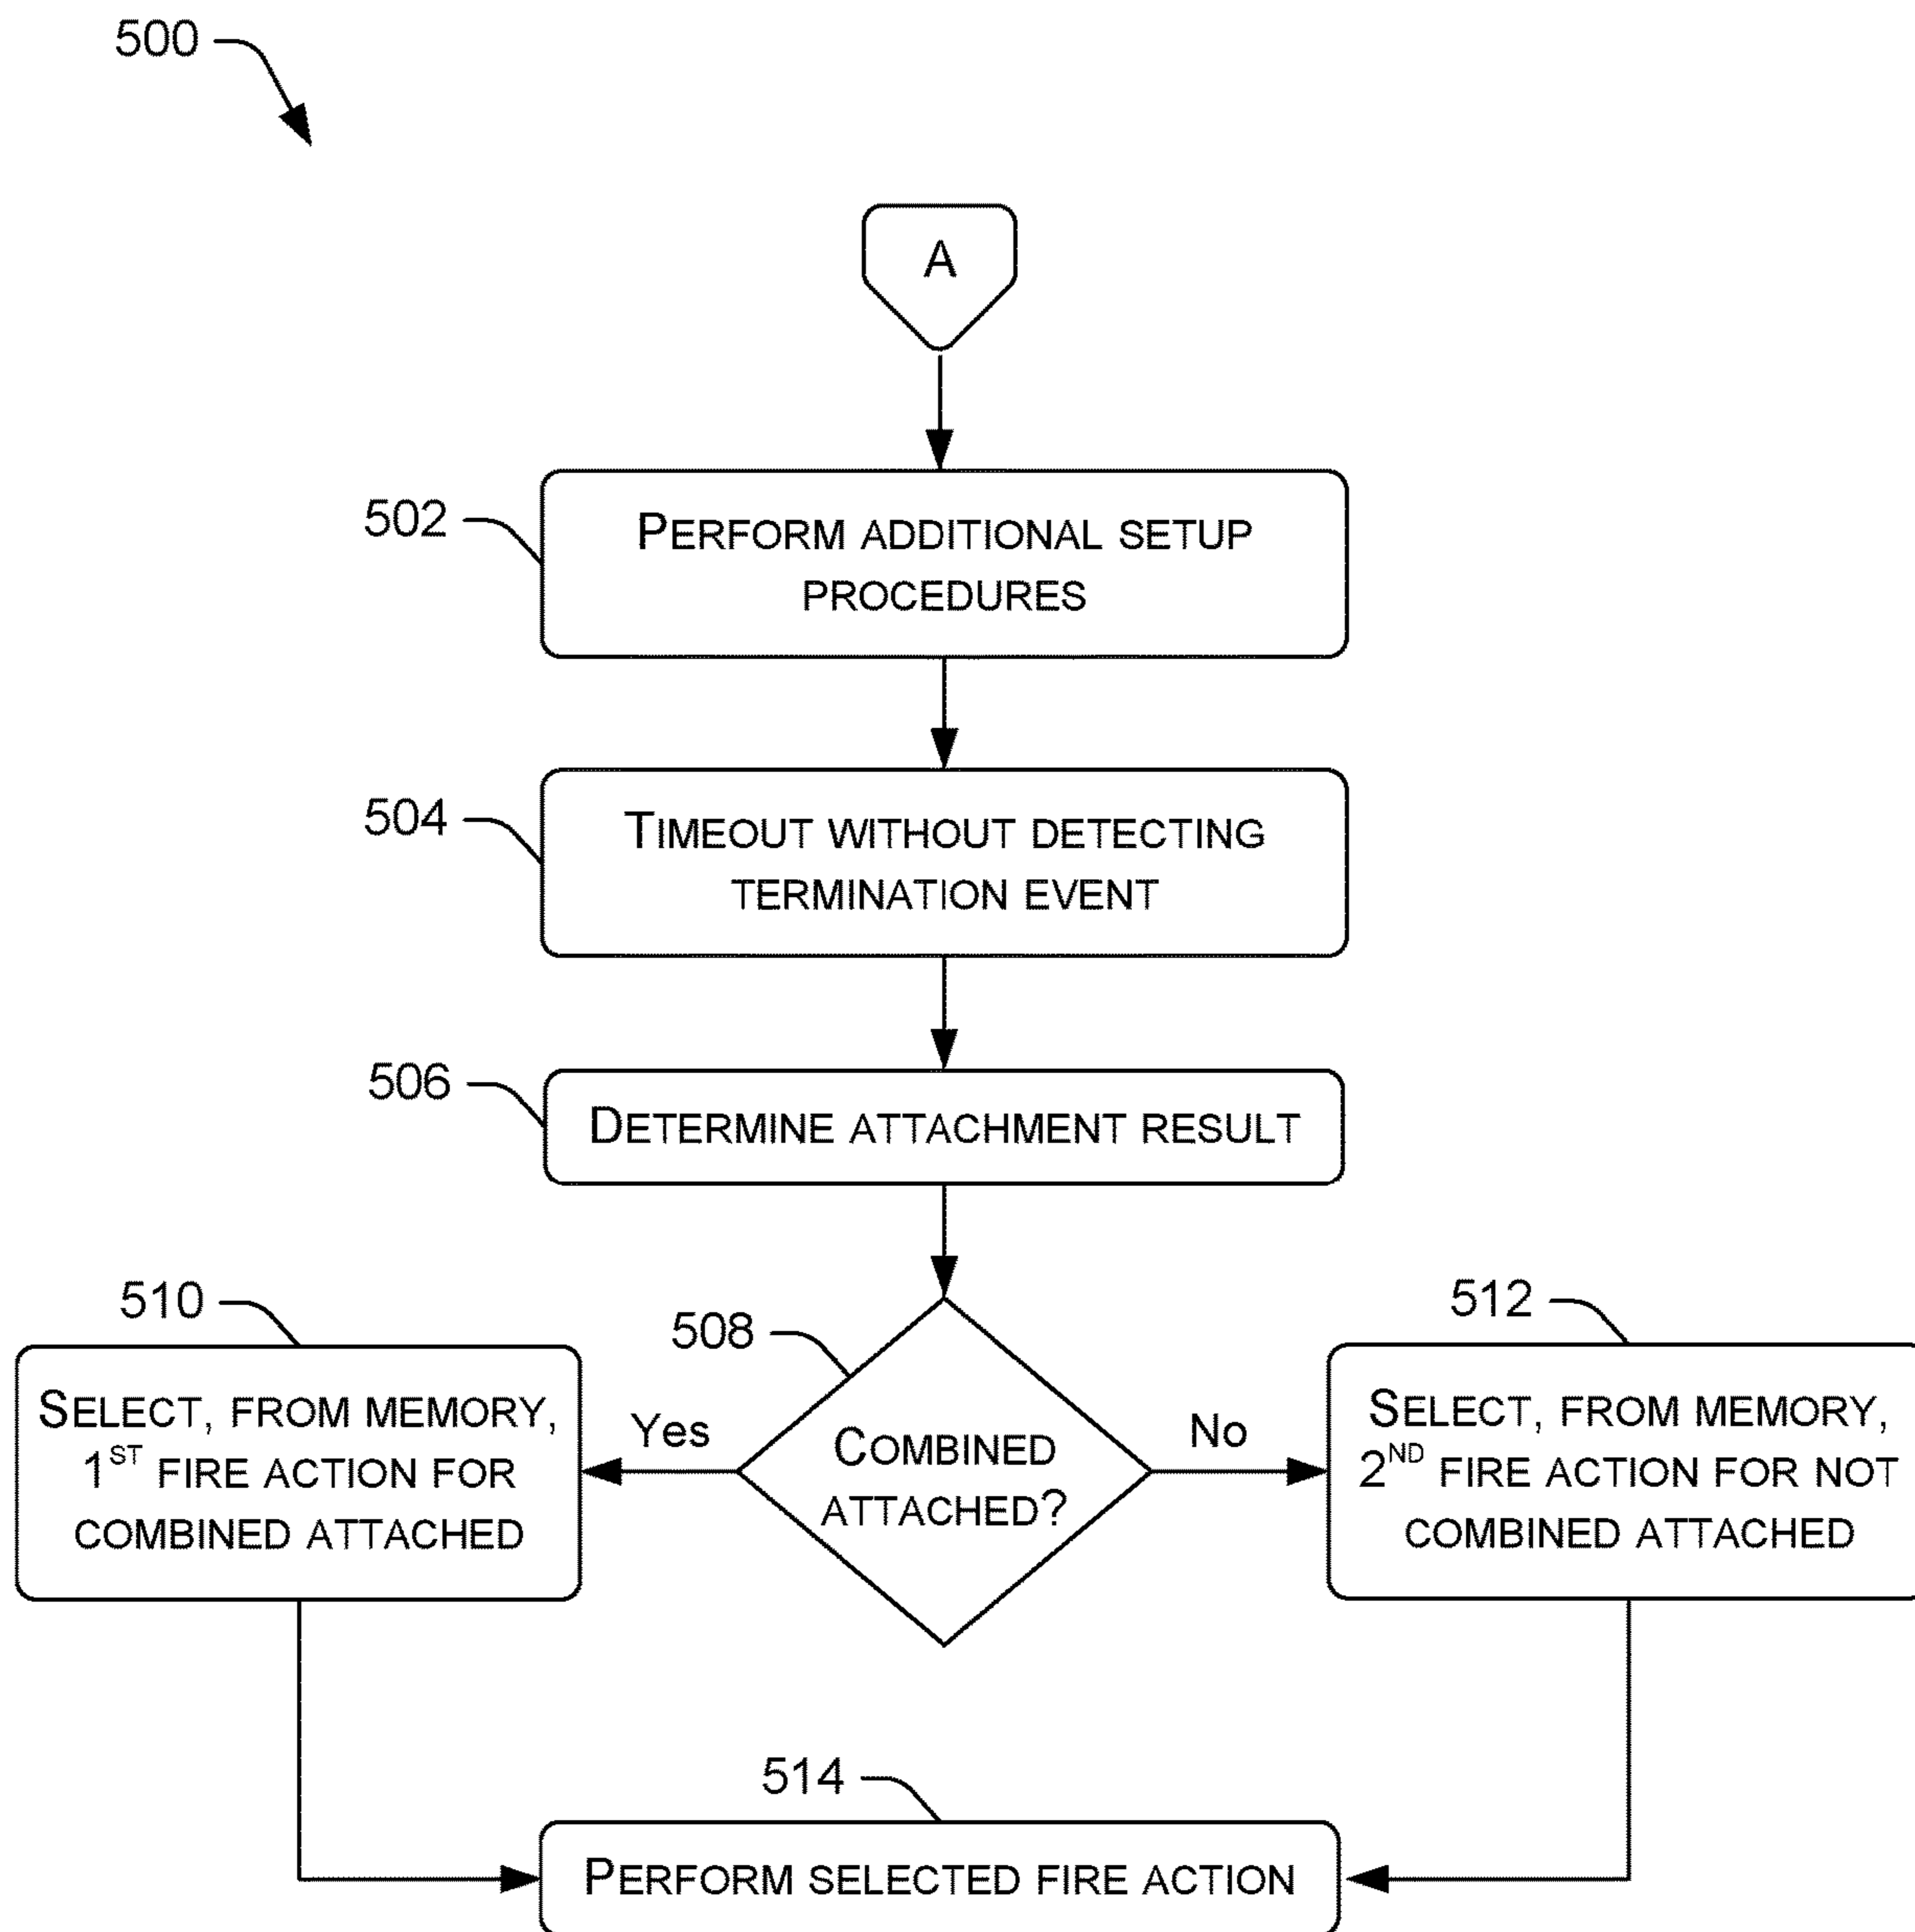 500
A
502
PERFORM ADDITIONAL SETUP
PROCEDURES
504
TIMEOUT WITHOUT DETECTING
TERMINATION EVENT
506
DETERMINE ATTACHMENT RESULT
510
SELECT, FROM MEMORY,
1ST FIRE ACTION FOR
COMBINED ATTACHED
508
Yes
COMBINED
ATTACHED?
No
512
SELECT, FROM MEMORY,
2ND FIRE ACTION FOR NOT
COMBINED ATTACHED
514
PERFORM SELECTED FIRE ACTION